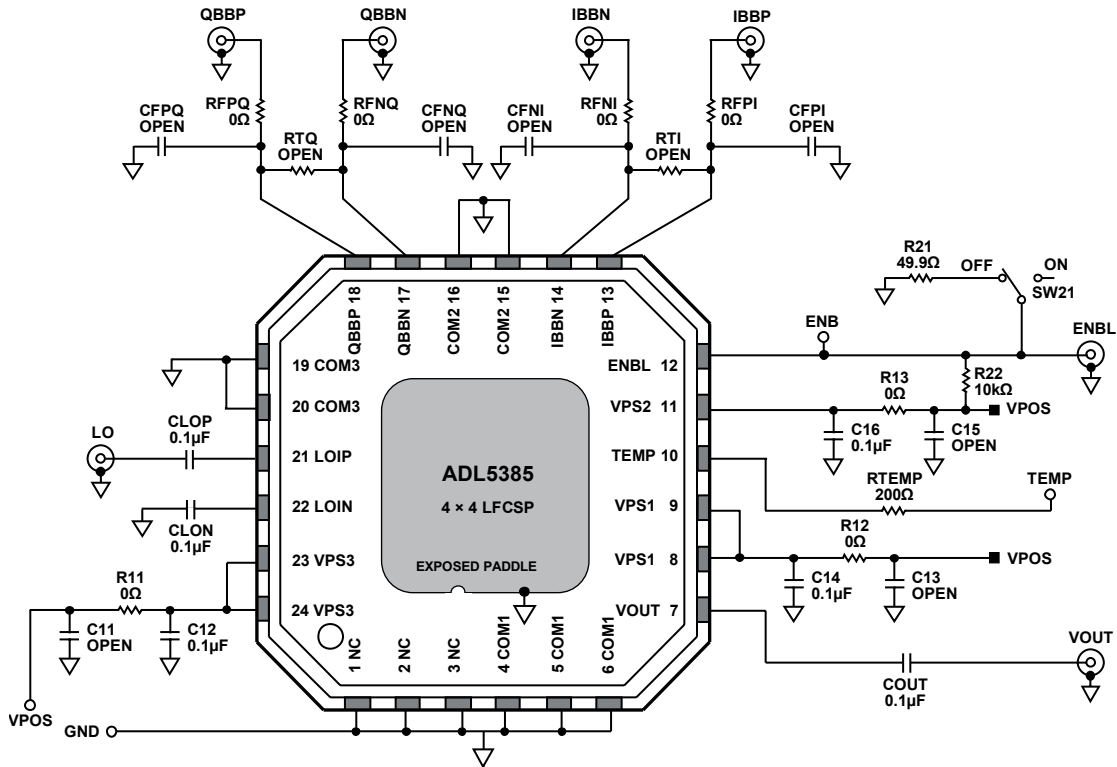 QBBP
QBBN
IBBN
IBBP
CFPQ
OPEN
RFPQ
0Ω
RTQ
OPEN
RFNQ
0Ω
CFNQ
OPEN
CFNI
OPEN
RFNI
0Ω
RTI
OPEN
RFPI
0Ω
CFPI
OPEN
R21
49.9Ω
OFF
ON
SW21
QBBP 18
QBBN 17
COM2 16
COM2 15
IBBN 14
IBBP 13
ENB
ENBL
19 COM3
ENBL 12
R22
10kΩ
R13
0Ω
20 COM3
VPS2 11
VPOS
C16
0.1µF
C15
OPEN
LO
CLOP
0.1µF
21 LOIP
TEMP 10
ADL5385
4 × 4 LFCSP
RTEMP
200Ω
TEMP
22 LOIN
VPS1 9
CLON
0.1µF
R12
0Ω
23 VPS3
EXPOSED PADDLE
VPS1 8
VPOS
C14
0.1µF
C13
OPEN
R11
0Ω
24 VPS3
VOUT 7
C11
OPEN
C12
0.1µF
VOUT
COUT
0.1µF
1 NC
2 NC
3 NC
4 COM1
5 COM1
6 COM1
VPOS
GND